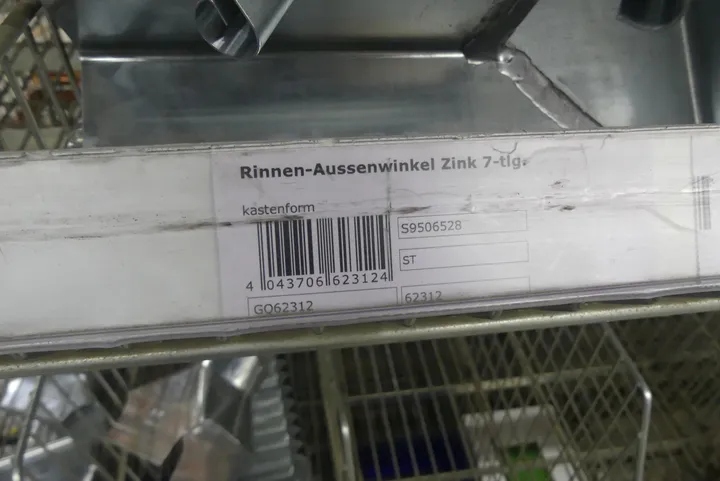 Rinnen-Aussenwinkel Zink 7-tlg.
kastenform
S9506528
ST
4 043706 623124
GO62312
62312